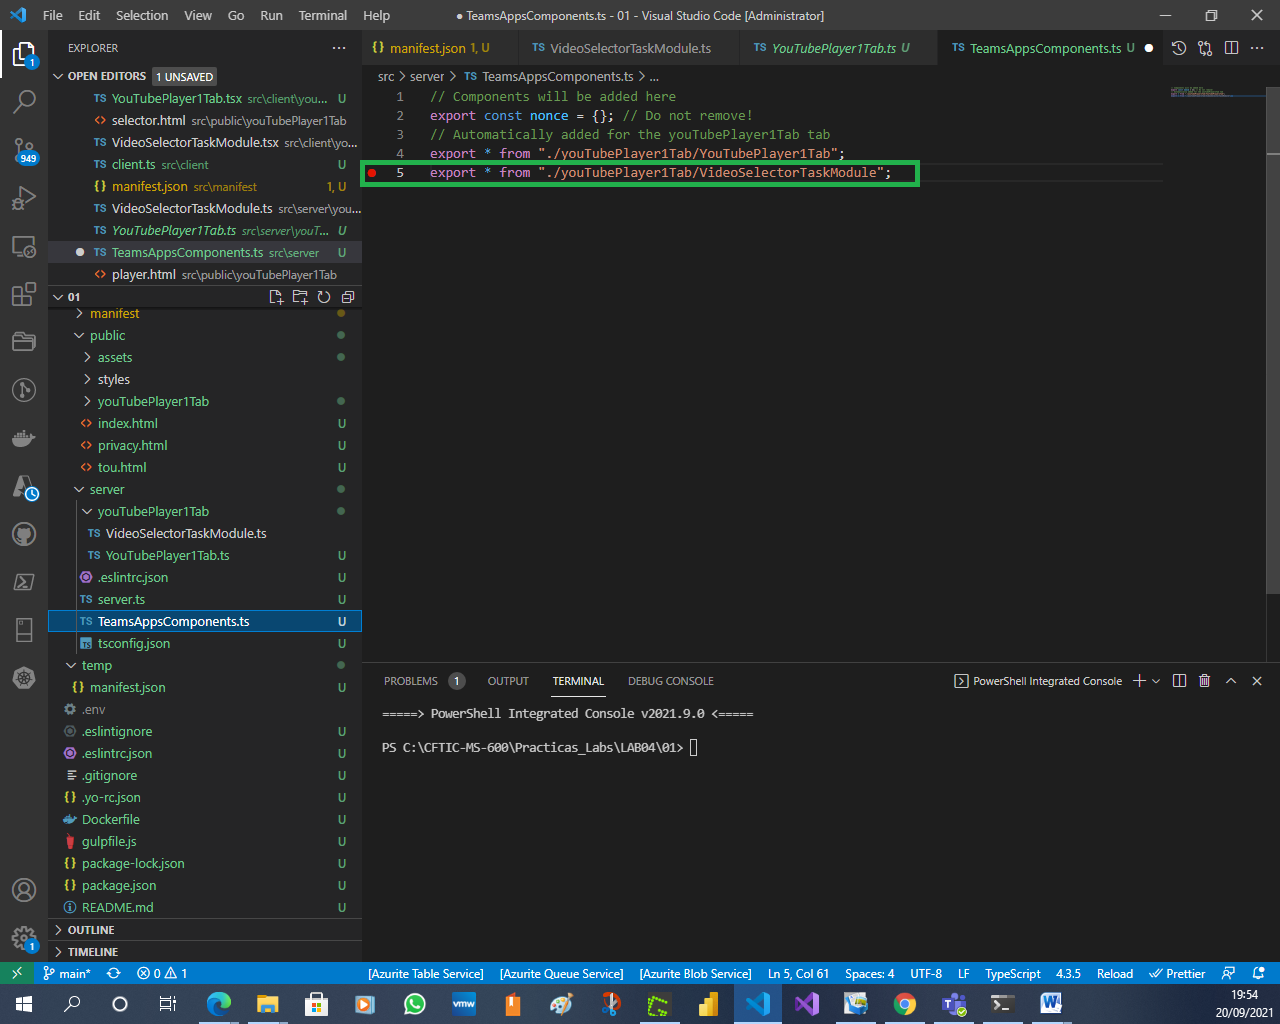 File Edit Selection View Go Run Terminal Help
● TeamsAppsComponents.ts - 01 - Visual Studio Code [Administrator]
EXPLORER
OPEN EDITORS 1 UNSAVED
TS YouTubePlayer1Tab.tsx src\client\you... U
<> selector.html src\public\youTubePlayer1Tab
TS VideoSelectorTaskModule.tsx src\client\yo...
TS client.ts src\client U
{} manifest.json src\manifest 1, U
TS VideoSelectorTaskModule.ts src\server\you...
TS YouTubePlayer1Tab.ts src\server\youT... U
● TS TeamsAppsComponents.ts src\server U
<> player.html src\public\youTubePlayer1Tab
01
manifest
public
assets
styles
youTubePlayer1Tab
<> index.html U
<> privacy.html U
<> tou.html U
server
youTubePlayer1Tab
TS VideoSelectorTaskModule.ts
TS YouTubePlayer1Tab.ts U
.eslintrc.json U
TS server.ts U
TS TeamsAppsComponents.ts U
TS tsconfig.json U
temp
{} manifest.json U
.env
.eslintignore U
.eslintrc.json U
.gitignore U
{} .yo-rc.json U
Dockerfile U
gulpfile.js U
{} package-lock.json U
{} package.json U
README.md U
OUTLINE
TIMELINE
1
949
1
{} manifest.json 1, U
TS VideoSelectorTaskModule.ts
TS YouTubePlayer1Tab.ts U
TS TeamsAppsComponents.ts U ●
src > server > TS TeamsAppsComponents.ts > ...
1 // Components will be added here
2 export const nonce = {}; // Do not remove!
3 // Automatically added for the youTubePlayer1Tab tab
4 export * from "./youTubePlayer1Tab/YouTubePlayer1Tab";
5 export * from "./youTubePlayer1Tab/VideoSelectorTaskModule";
PROBLEMS 1 OUTPUT TERMINAL DEBUG CONSOLE
PowerShell Integrated Console
=====> PowerShell Integrated Console v2021.9.0 <=====
PS C:\CFTIC-MS-600\Practicas_Labs\LAB04\01>
main* 0 1 [Azurite Table Service] [Azurite Queue Service] [Azurite Blob Service] Ln 5, Col 61 Spaces: 4 UTF-8 LF TypeScript 4.3.5 Reload Prettier
vmw
19:54
20/09/2021